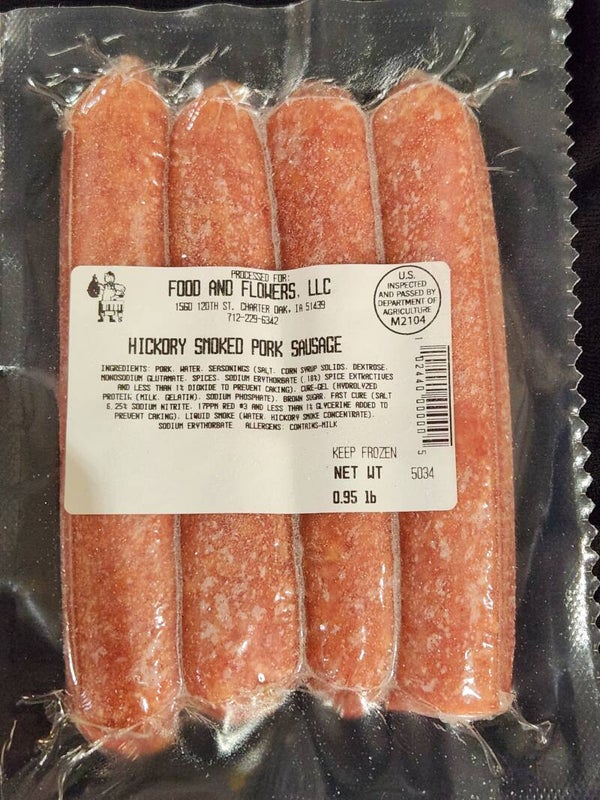 PROCESSED FOR:
FOOD AND FLOWERS, LLC
1560 120TH ST. CHARTER OAK, IA 51439
712-229-6342
U.S.
INSPECTED
AND PASSED BY
DEPARTMENT OF
AGRICULTURE
M2104
HICKORY SMOKED PORK SAUSAGE
INGREDIENTS: PORK, WATER, SEASONINGS (SALT, CORN SYRUP SOLIDS, DEXTROSE,
MONOSODIUM GLUTAMATE, SPICES, SODIUM ERYTHORBATE (.18%) SPICE EXTRACTIVES
AND LESS THAN 1% DIOXIDE TO PREVENT CAKING), CURE-GEL (HYDROLYZED
PROTEIN, (MILK, GELATIN), SODIUM PHOSPHATE), BROWN SUGAR, FAST CURE (SALT
6.25% SODIUM NITRITE, 17PPM RED #3 AND LESS THAN 1% GLYCERINE ADDED TO
PREVENT CAKING), LIQUID SMOKE (WATER, HICKORY SMOKE CONCENTRATE),
SODIUM ERYTHORBATE ALLERGENS: CONTAINS-MILK
1 02440 00000 5
KEEP FROZEN
NET WT 5034
0.95 lb